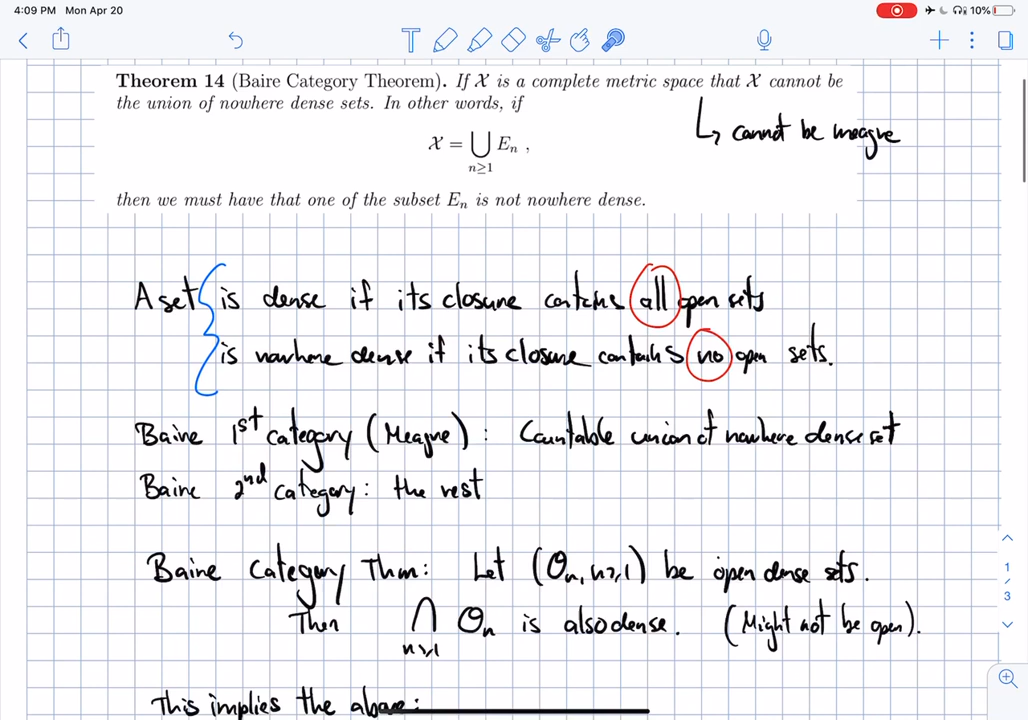 4:09 PM Mon Apr 20
10%
Theorem 14 (Baire Category Theorem). If X is a complete metric space that X cannot be
the union of nowhere dense sets. In other words, if
↳ cannot be meagre
X = ⋃ E_n ,
n≥1
then we must have that one of the subset E_n is not nowhere dense.
A set { is dense if its closure contains all open sets
is nowhere dense if its closure contains no open sets.
Baire 1st category (Meagre) : Countable union of nowhere dense set
Baire 2nd category : the rest
Baire Category Thm : Let (O_n, n≥1) be open dense sets.
Then ⋂ O_n is also dense. (Might not be open).
n≥1
This implies the above :
1
/
3